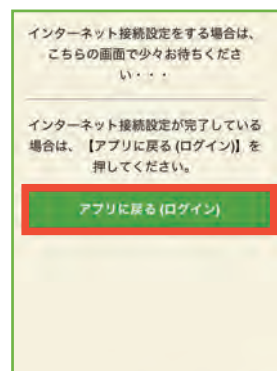 インターネット接続設定をする場合は、
こちらの画面で少々お待ちくださ
い・・・
インターネット接続設定が完了している
場合は、【アプリに戻る(ログイン)】を
押してください。
アプリに戻る(ログイン)